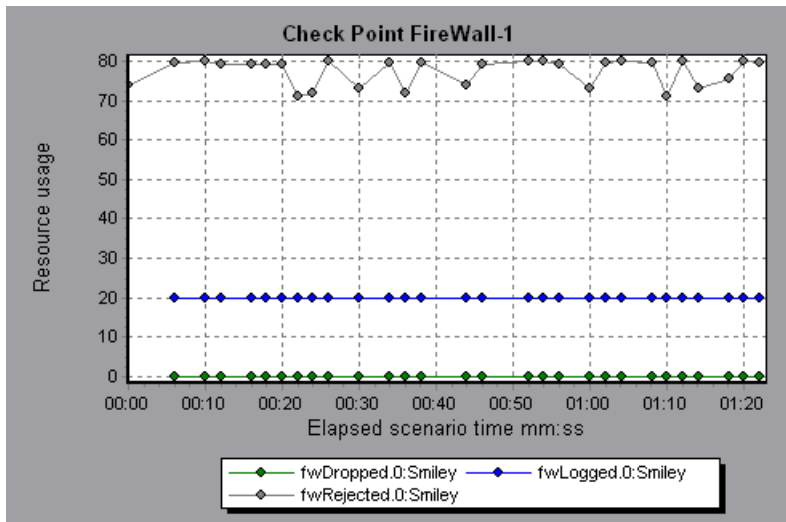 Check Point FireWall-1
80
70
60
50
40
30
20
10
0
Resource usage
00:00 00:10 00:20 00:30 00:40 00:50 01:00 01:10 01:20
Elapsed scenario time mm:ss
fwDropped.0:Smiley fwLogged.0:Smiley
fwRejected.0:Smiley